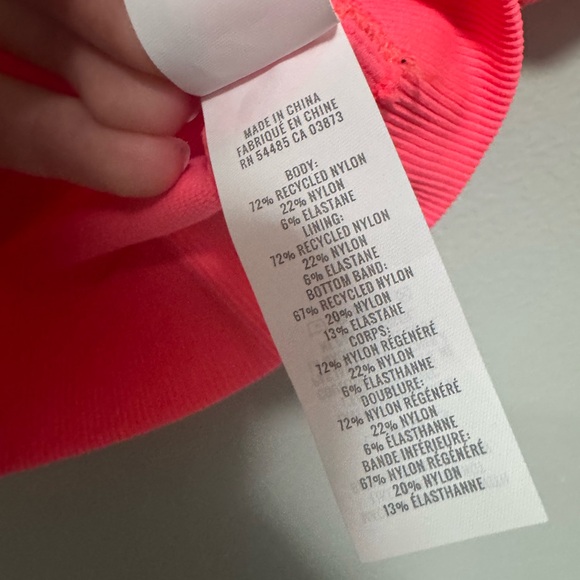 MADE IN CHINA
FABRIQUÉ EN CHINE
RN 54485 CA 03873
BODY:
72% RECYCLED NYLON
22% NYLON
6% ELASTANE
LINING:
72% RECYCLED NYLON
22% NYLON
6% ELASTANE
BOTTOM BAND:
67% RECYCLED NYLON
20% NYLON
13% ELASTANE
CORPS:
72% NYLON RÉGÉNÉRÉ
22% NYLON
6% ÉLASTHANNE
DOUBLURE:
72% NYLON RÉGÉNÉRÉ
22% NYLON
6% ÉLASTHANNE
BANDE INFÉRIEURE:
67% NYLON RÉGÉNÉRÉ
20% NYLON
13% ÉLASTHANNE